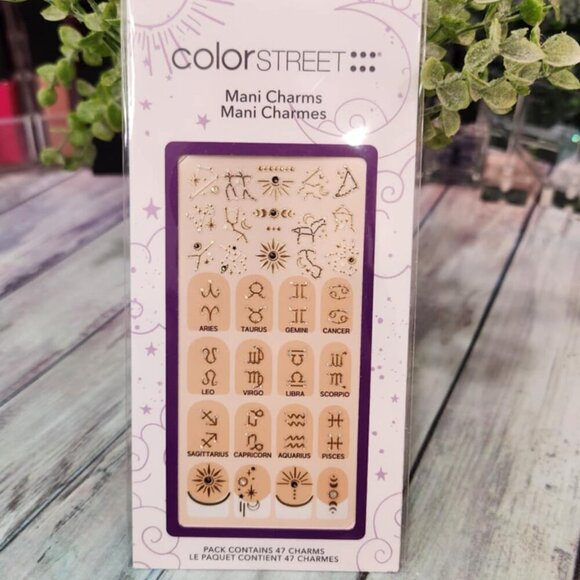 colorSTREET
Mani Charms
Mani Charmes
ARIES TAURUS GEMINI CANCER
LEO VIRGO LIBRA SCORPIO
SAGITTARIUS CAPRICORN AQUARIUS PISCES
PACK CONTAINS 47 CHARMS
LE PAQUET CONTIENT 47 CHARMES